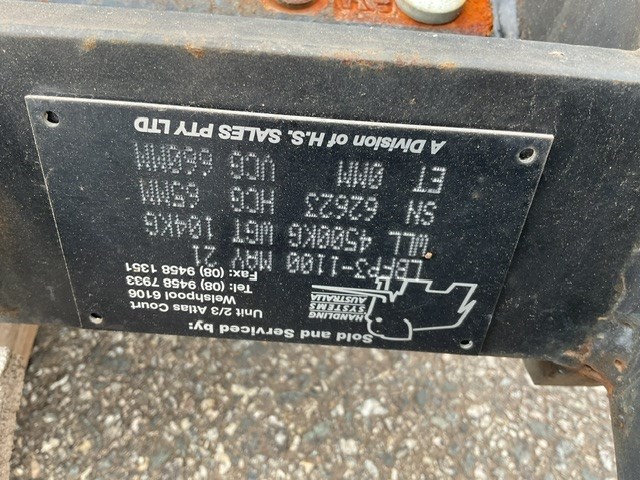 Sold and Serviced by:
HANDLING
SYSTEMS
AUSTRALIA
Unit 2/3 Atlas Court
Welshpool 6106
Tel: (08) 9458 7933
Fax: (08) 9458 1351
LBFP3-1100 MAY 21
WLL 4500KG WGT 104KG
SN 62623 HCG 65MM
ET 0MM VCG 660MM
A Division of H.S. SALES PTY LTD